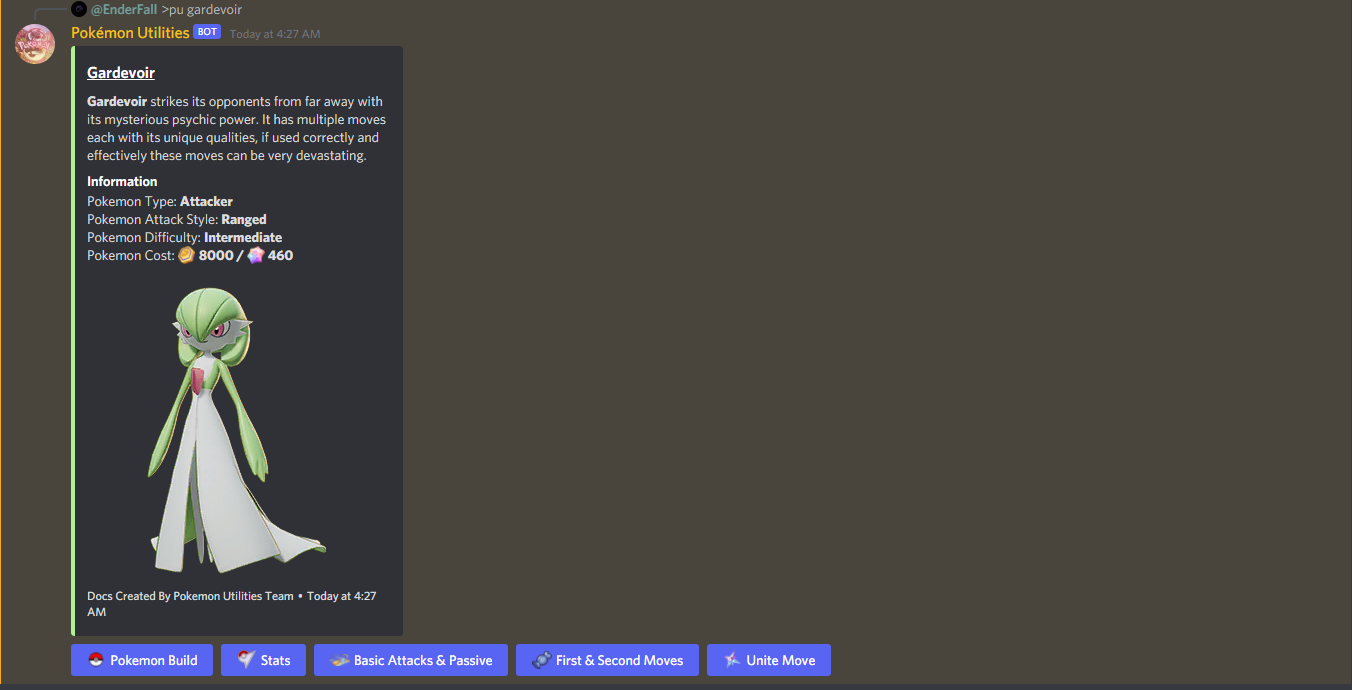 @EnderFall >pu gardevoir
Pokémon Utilities BOT Today at 4:27 AM
Gardevoir
Gardevoir strikes its opponents from far away with
its mysterious psychic power. It has multiple moves
each with its unique qualities, if used correctly and
effectively these moves can be very devastating.
Information
Pokemon Type: Attacker
Pokemon Attack Style: Ranged
Pokemon Difficulty: Intermediate
Pokemon Cost: 8000 / 460
Docs Created By Pokemon Utilities Team • Today at 4:27
AM
Pokemon Build Stats Basic Attacks & Passive First & Second Moves Unite Move